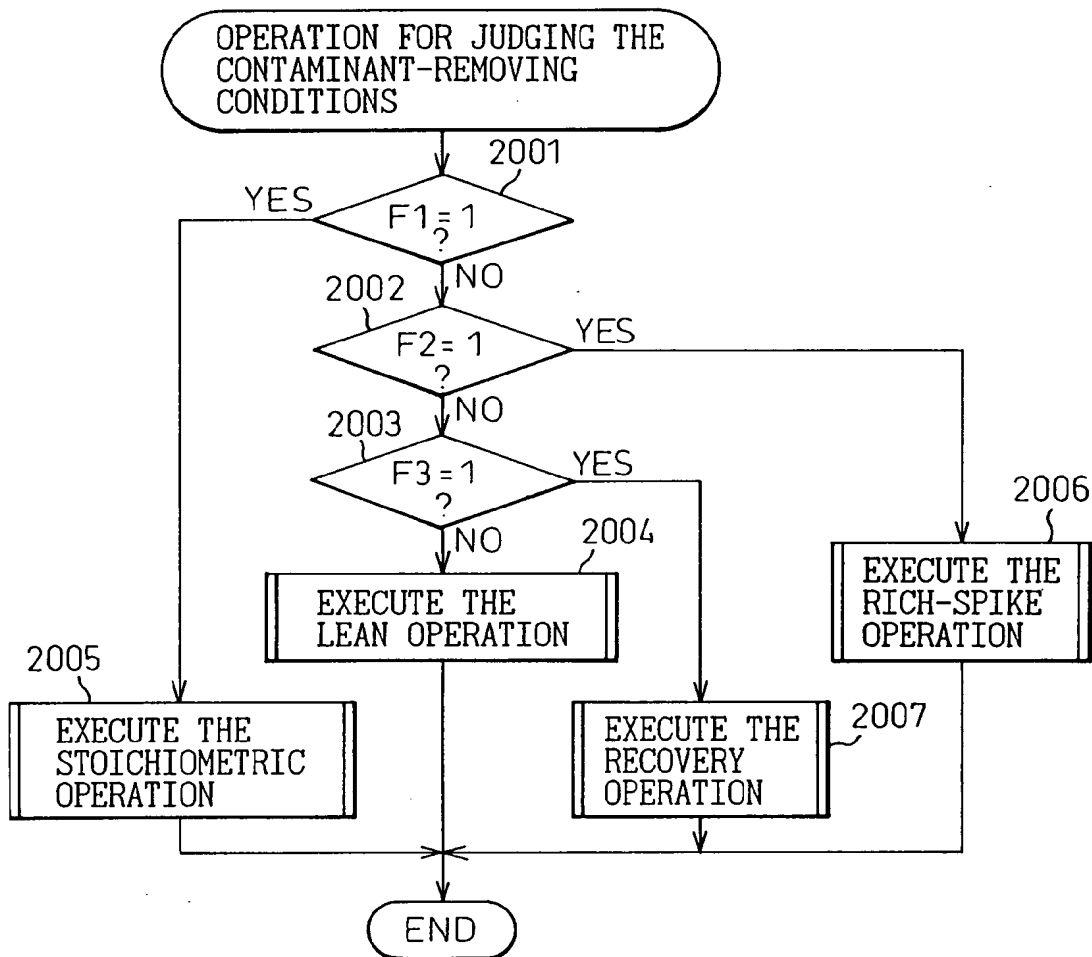 OPERATION FOR JUDGING THE
CONTAMINANT-REMOVING
CONDITIONS
2001
YES
F1=1
?
NO
2002
F2=1
?
YES
NO
2003
F3=1
?
YES
NO
2004
EXECUTE THE
LEAN OPERATION
2006
EXECUTE THE
RICH-SPIKE
OPERATION
2005
EXECUTE THE
STOICHIOMETRIC
OPERATION
2007
EXECUTE THE
RECOVERY
OPERATION
END